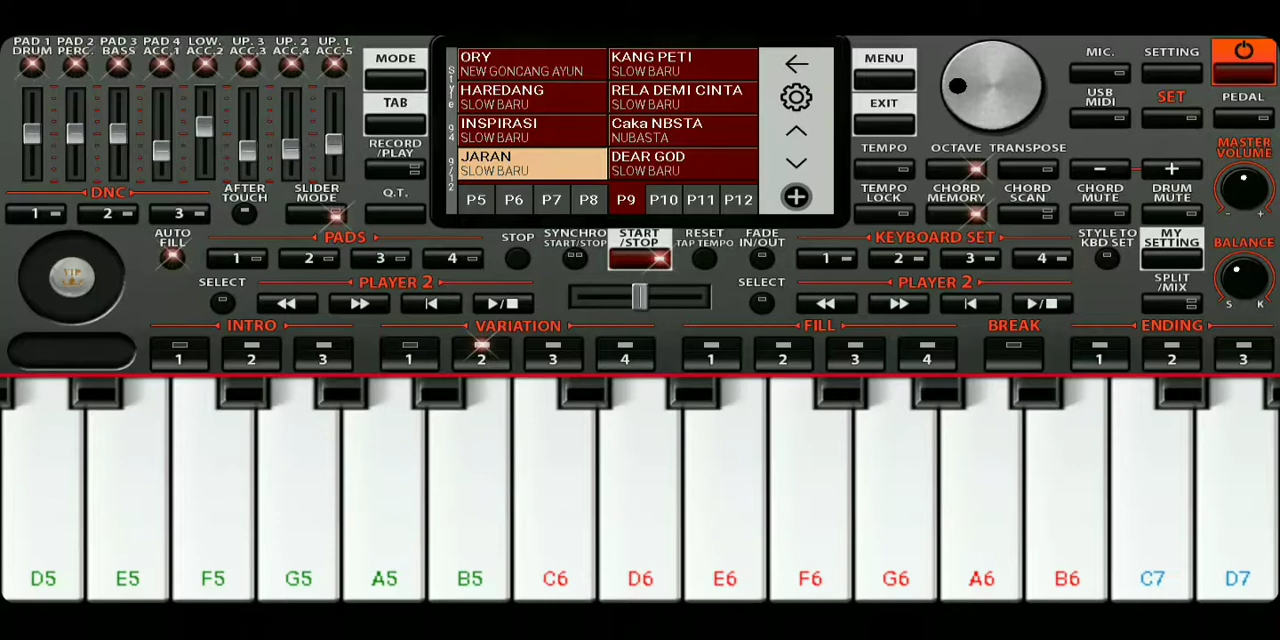 PAD 1 PAD 2 PAD 3 PAD 4 LOW. UP. 3 UP. 2 UP. 1
DRUM PERC. BASS ACC,1 ACC,2 ACC,3 ACC,4 ACC,5
DNC
1 2 3
AFTER
TOUCH
SLIDER
MODE
MODE
TAB
RECORD
/PLAY
Q.T.
Style
ORY
NEW GONCANG AYUN
KANG PETI
SLOW BARU
HAREDANG
SLOW BARU
RELA DEMI CINTA
SLOW BARU
INSPIRASI
SLOW BARU
Caka NBSTA
NUBASTA
JARAN
SLOW BARU
DEAR GOD
SLOW BARU
94
9/12
P5 P6 P7 P8 P9 P10 P11 P12
MENU
EXIT
MIC. SETTING
USB
MIDI
SET
PEDAL
TEMPO OCTAVE TRANSPOSE
- +
TEMPO
LOCK
CHORD
MEMORY
CHORD
SCAN
CHORD
MUTE
DRUM
MUTE
MASTER
VOLUME
- +
AUTO
FILL
PADS
1 2 3 4
STOP
SYNCHRO
START/STOP
START
/STOP
RESET
TAP TEMPO
FADE
IN/OUT
KEYBOARD SET
1 2 3 4
STYLE TO
KBD SET
MY
SETTING
BALANCE
S K
VIP
SELECT
PLAYER 2
SELECT
PLAYER 2
SPLIT
/MIX
INTRO
1 2 3
VARIATION
1 2 3 4
FILL
1 2 3 4
BREAK
ENDING
1 2 3
D5 E5 F5 G5 A5 B5 C6 D6 E6 F6 G6 A6 B6 C7 D7